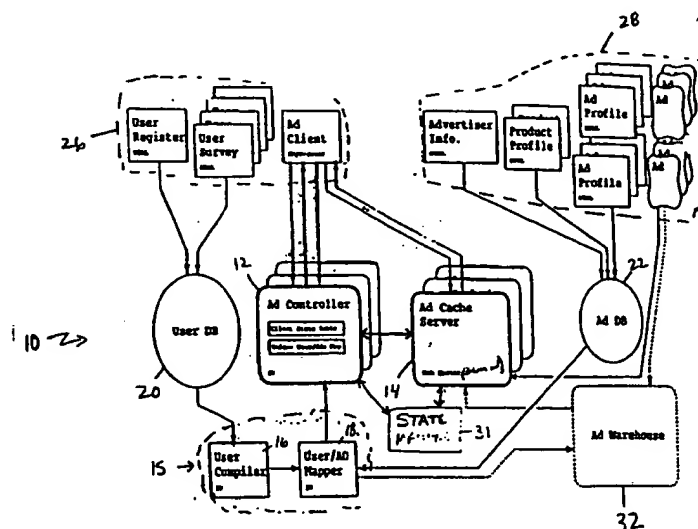 28
26
User
Register
User
Survey
Ad
Client
Advertiser
Info.
Product
Profile
Ad
Profile
Ad
Ad
Profile
Ad
12
Ad Controller
Ad Cache
Server
14
22
Ad DB
10
User DB
20
STATE
31
15
User
Compiler
16
18
User/AD
Mapper
Ad Warehouse
32